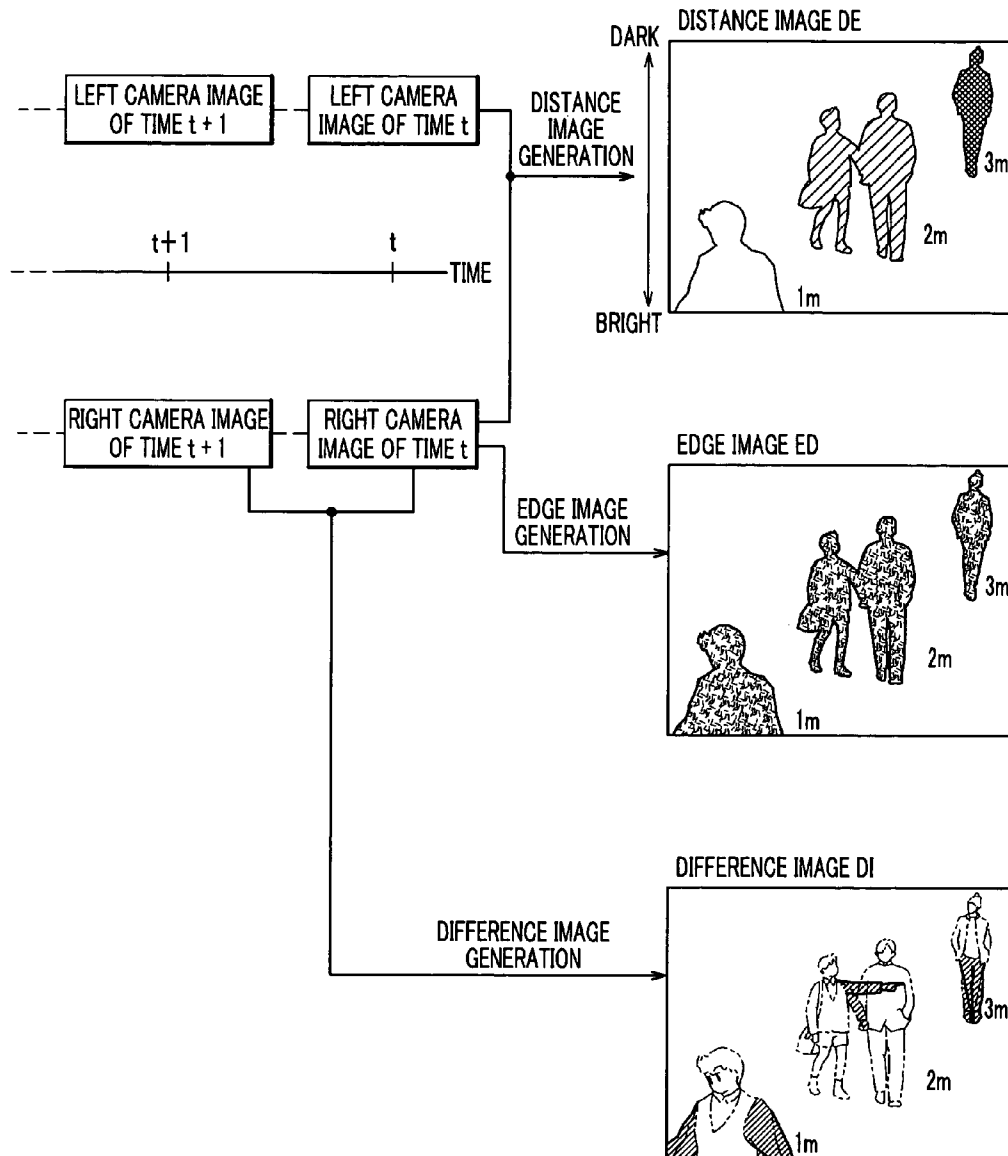 DISTANCE IMAGE DE
DARK
LEFT CAMERA IMAGE
OF TIME t + 1
LEFT CAMERA
IMAGE OF TIME t
DISTANCE
IMAGE
GENERATION
3m
2m
1m
BRIGHT
t+1
t
TIME
RIGHT CAMERA IMAGE
OF TIME t + 1
RIGHT CAMERA
IMAGE OF TIME t
EDGE IMAGE ED
EDGE IMAGE
GENERATION
3m
2m
1m
DIFFERENCE IMAGE DI
DIFFERENCE IMAGE
GENERATION
3m
2m
1m